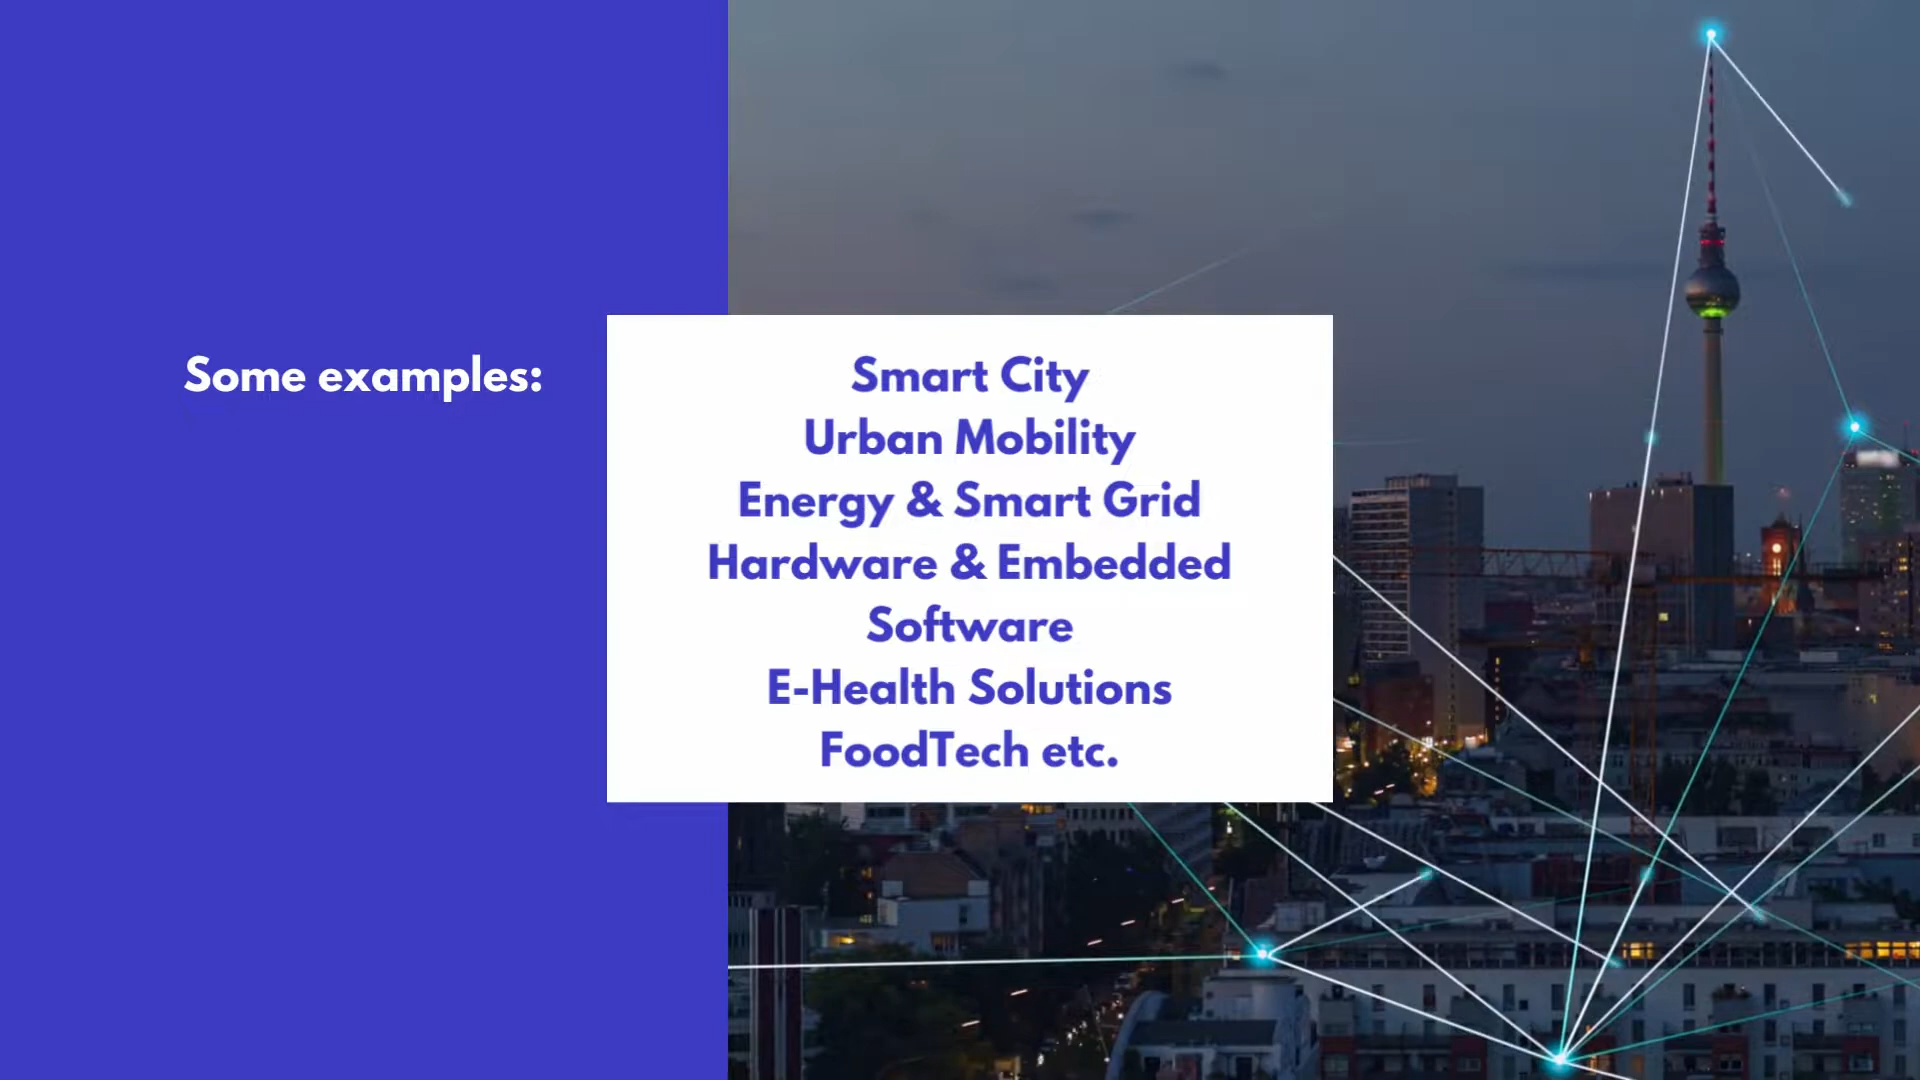 Some examples:
Smart City
Urban Mobility
Energy & Smart Grid
Hardware & Embedded
Software
E-Health Solutions
FoodTech etc.